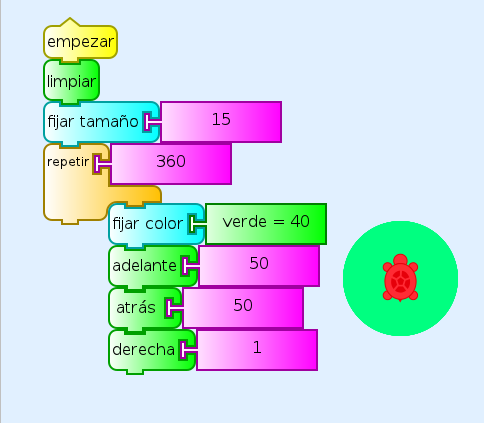 empezar
limpiar
fijar tamaño 15
repetir 360
fijar color verde = 40
adelante 50
atrás 50
derecha 1